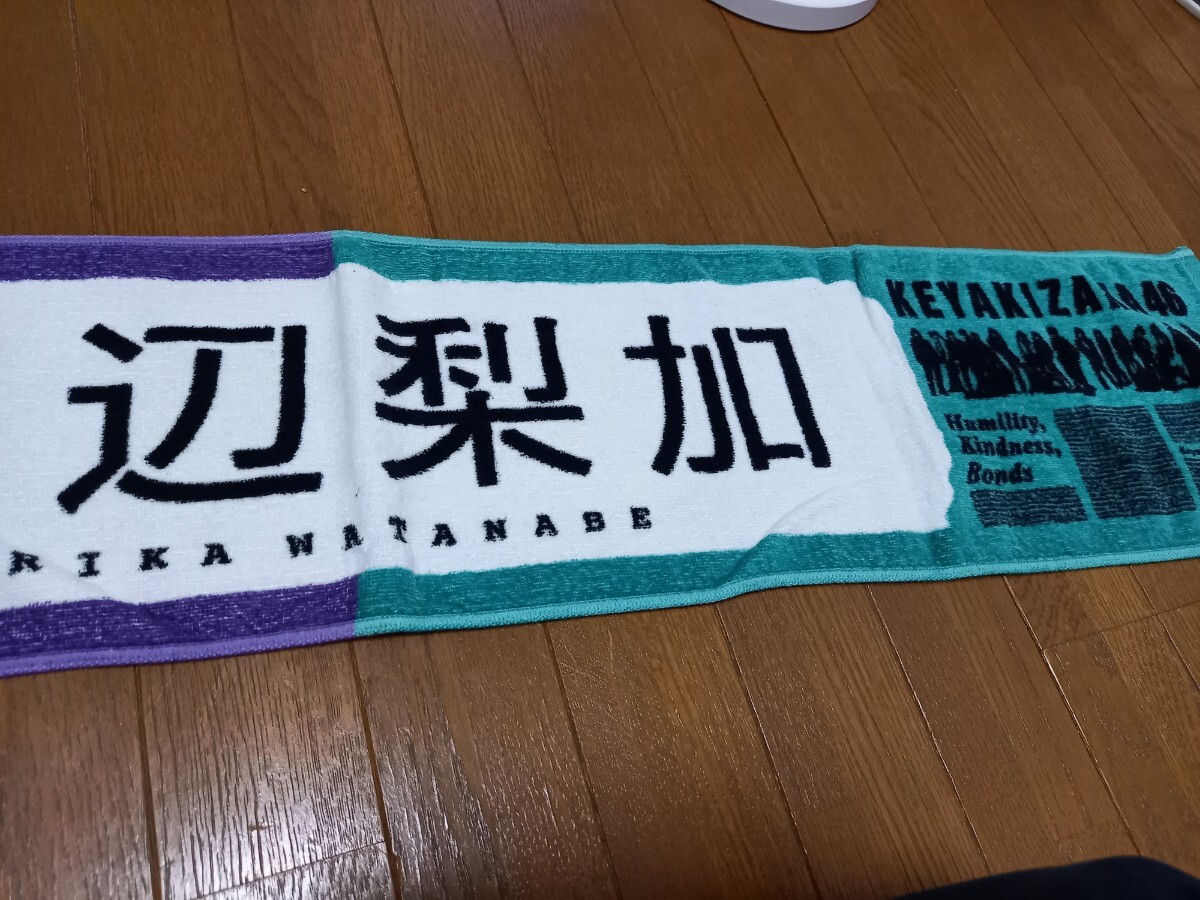 辺梨加
RIKA WATANABE
KEYAKIZAKA46
Humility,
Kindness,
Bonds